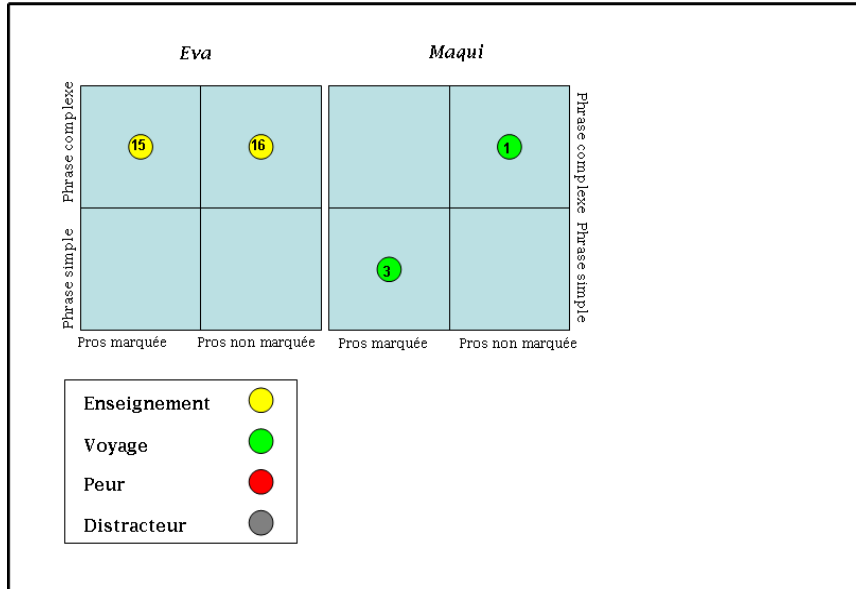 Eva
Maqui
Phrase complexe
15
16
1
Phrase complexe
Phrase simple
3
Phrase simple
Pros marquée
Pros non marquée
Pros marquée
Pros non marquée
Enseignement
Voyage
Peur
Distracteur